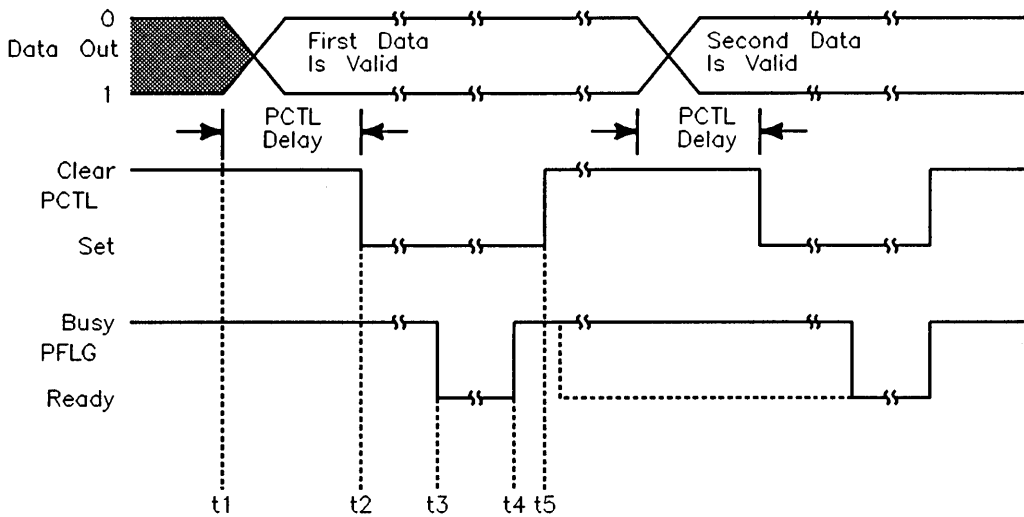 0
Data Out
1
First Data
Is Valid
Second Data
Is Valid
PCTL
Delay
PCTL
Delay
Clear
PCTL
Set
Busy
PFLG
Ready
t1
t2
t3
t4
t5